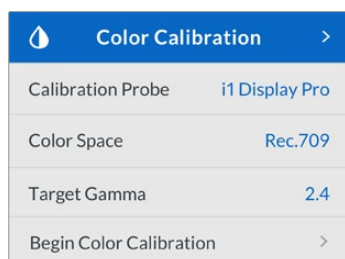 Color Calibration
Calibration Probe i1 Display Pro
Color Space Rec.709
Target Gamma 2.4
Begin Color Calibration